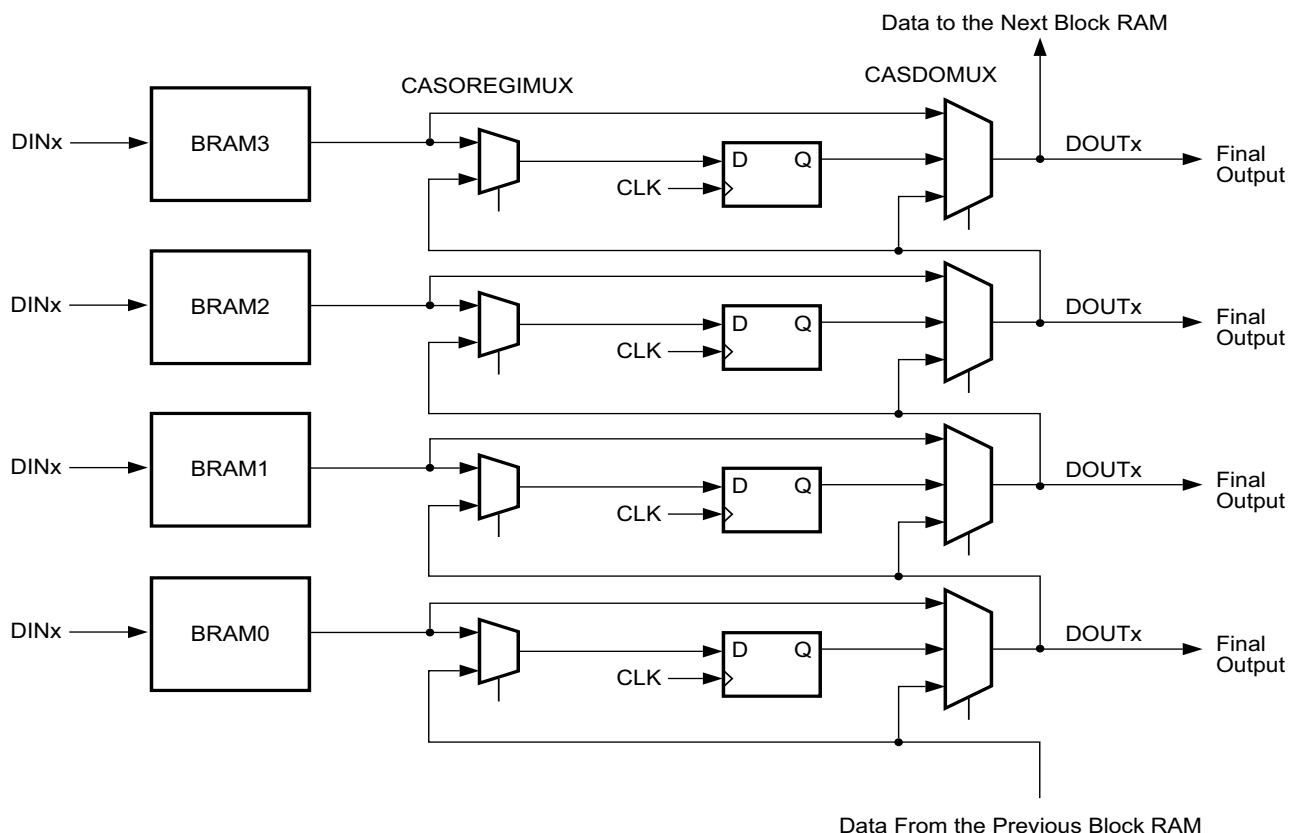 Data to the Next Block RAM
CASOREGIMUX
CASDOMUX
DINx
BRAM3
D
Q
CLK
DOUTx
Final
Output
DINx
BRAM2
D
Q
CLK
DOUTx
Final
Output
DINx
BRAM1
D
Q
CLK
DOUTx
Final
Output
DINx
BRAM0
D
Q
CLK
DOUTx
Final
Output
Data From the Previous Block RAM